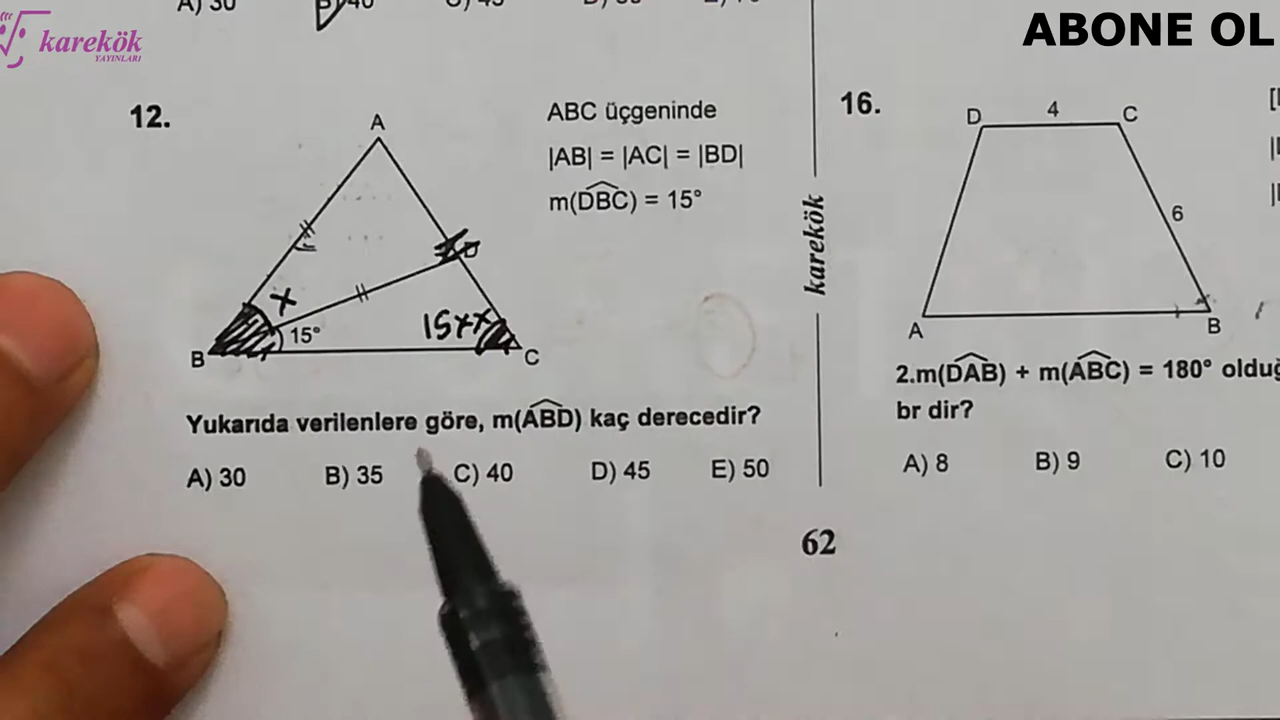 karekök
YAYINLARI
ABONE OL
12.
A
B
C
15°
X
15+x
ABC üçgeninde
|AB| = |AC| = |BD|
m(DBC) = 15°
Yukarıda verilenlere göre, m(ABD) kaç derecedir?
A) 30 B) 35 C) 40 D) 45 E) 50
karekök
16.
D 4 C
6
A B
2.m(DAB) + m(ABC) = 180°
br dir?
A) 8 B) 9 C) 10
62